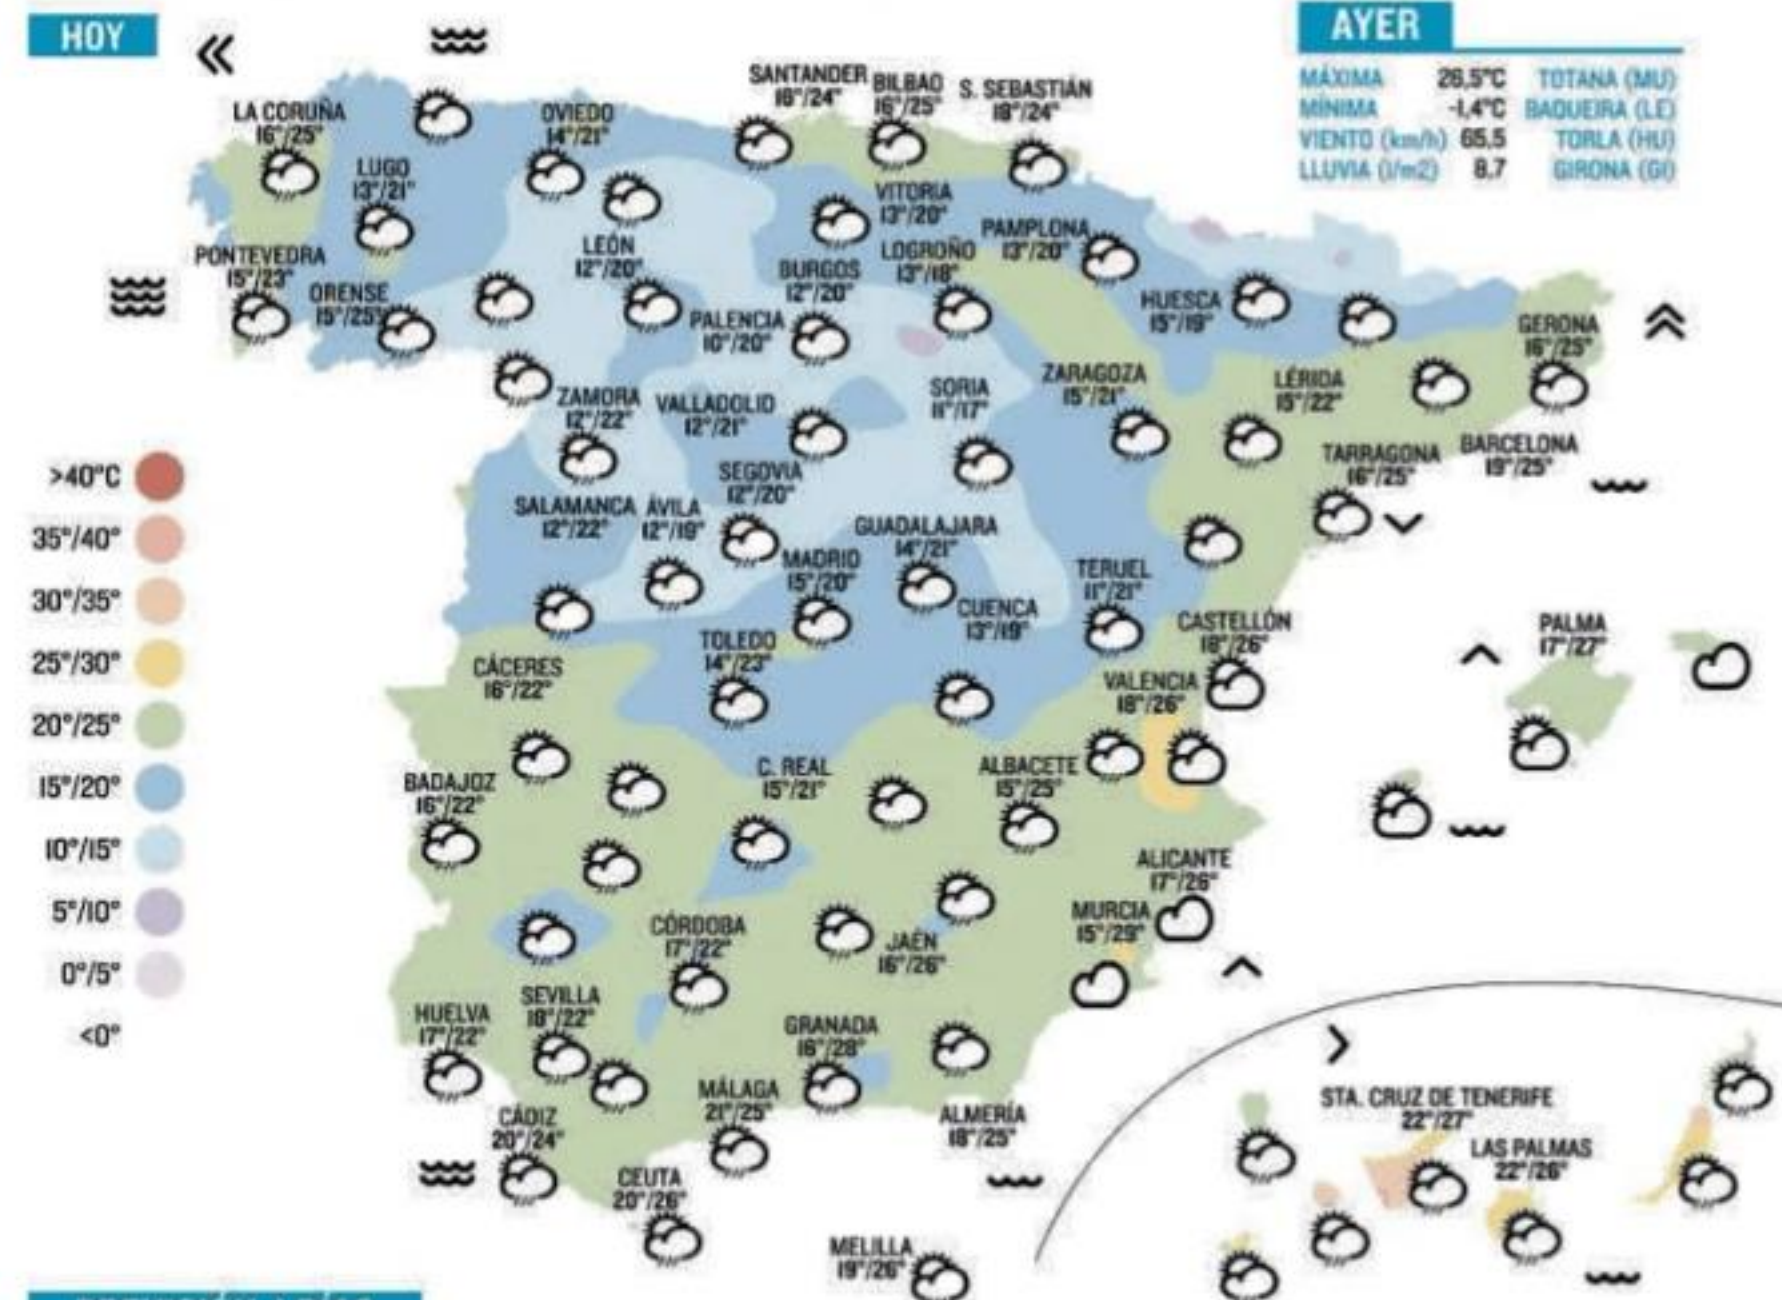 HOY
AYER
MÁXIMA 26,5°C TOTANA (MU)
MÍNIMA -1,4°C BAQUEIRA (LE)
VIENTO (km/h) 65,5 TORLA (HU)
LLUVIA (l/m2) 8,7 GIRONA (GI)
SANTANDER
16°/24°
BILBAO
16°/25°
S. SEBASTIÁN
18°/24°
LA CORUÑA
16°/25°
OVIEDO
14°/21°
LUGO
13°/21°
VITORIA
13°/20°
PAMPLONA
13°/20°
LOGROÑO
13°/18°
LEÓN
12°/20°
BURGOS
12°/20°
PONTEVEDRA
15°/23°
ORENSE
15°/25°
PALENCIA
10°/20°
HUESCA
15°/19°
GERONA
16°/25°
ZAMORA
12°/22°
VALLADOLID
12°/21°
SORIA
11°/17°
ZARAGOZA
15°/21°
LÉRIDA
15°/22°
TARRAGONA
16°/25°
BARCELONA
19°/25°
SEGOVIA
12°/20°
SALAMANCA
12°/22°
ÁVILA
12°/19°
GUADALAJARA
14°/21°
MADRID
15°/20°
TERUEL
11°/21°
CUENCA
13°/19°
CASTELLÓN
18°/26°
PALMA
17°/27°
TOLEDO
14°/23°
CÁCERES
16°/22°
VALENCIA
18°/26°
C. REAL
15°/21°
ALBACETE
15°/25°
BADAJOZ
16°/22°
ALICANTE
17°/26°
MURCIA
15°/29°
CÓRDOBA
17°/22°
JAÉN
16°/26°
SEVILLA
18°/22°
HUELVA
17°/22°
GRANADA
16°/28°
MÁLAGA
21°/25°
CÁDIZ
20°/24°
ALMERÍA
18°/25°
CEUTA
20°/26°
MELILLA
19°/26°
STA. CRUZ DE TENERIFE
22°/27°
LAS PALMAS
22°/26°
>40°C
35°/40°
30°/35°
25°/30°
20°/25°
15°/20°
10°/15°
5°/10°
0°/5°
<0°